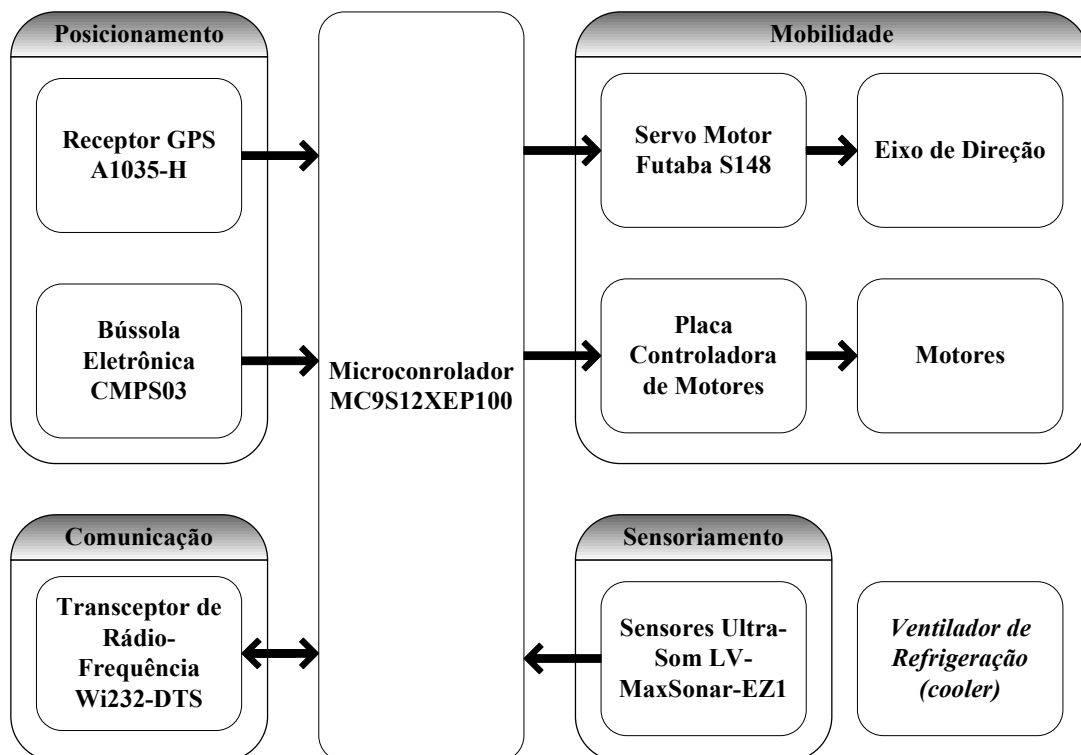 Posicionamento
Receptor GPS
A1035-H
Bússola
Eletrônica
CMPS03
Microconrolador
MC9S12XEP100
Mobilidade
Servo Motor
Futaba S148
Eixo de Direção
Placa
Controladora
de Motores
Motores
Comunicação
Transceptor de
Rádio-
Frequência
Wi232-DTS
Sensoriamento
Sensores Ultra-
Som LV-
MaxSonar-EZ1
Ventilador de
Refrigeração
(cooler)